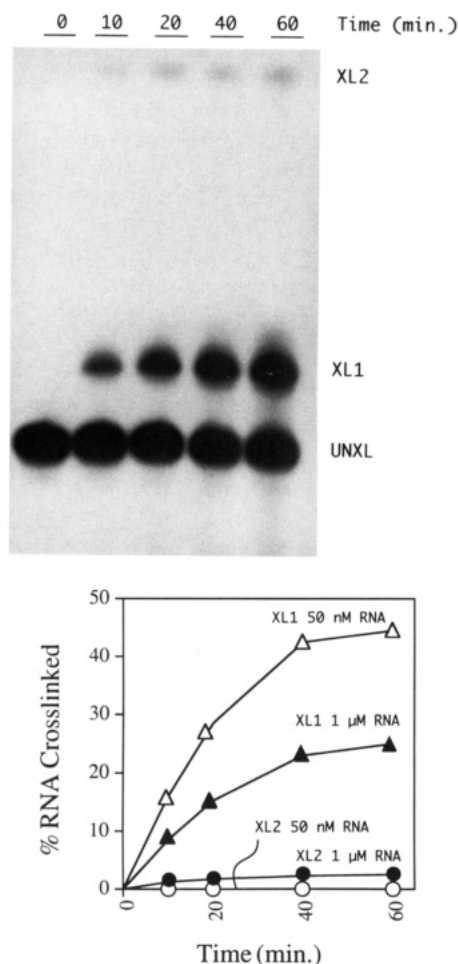 0 10 20 40 60 Time (min.)
XL2
XL1
UNXL
50
40
30
20
10
0
% RNA Crosslinked
XL1 50 nM RNA
XL1 1 µM RNA
XL2 50 nM RNA
XL2 1 µM RNA
0 20 40 60
Time (min.)